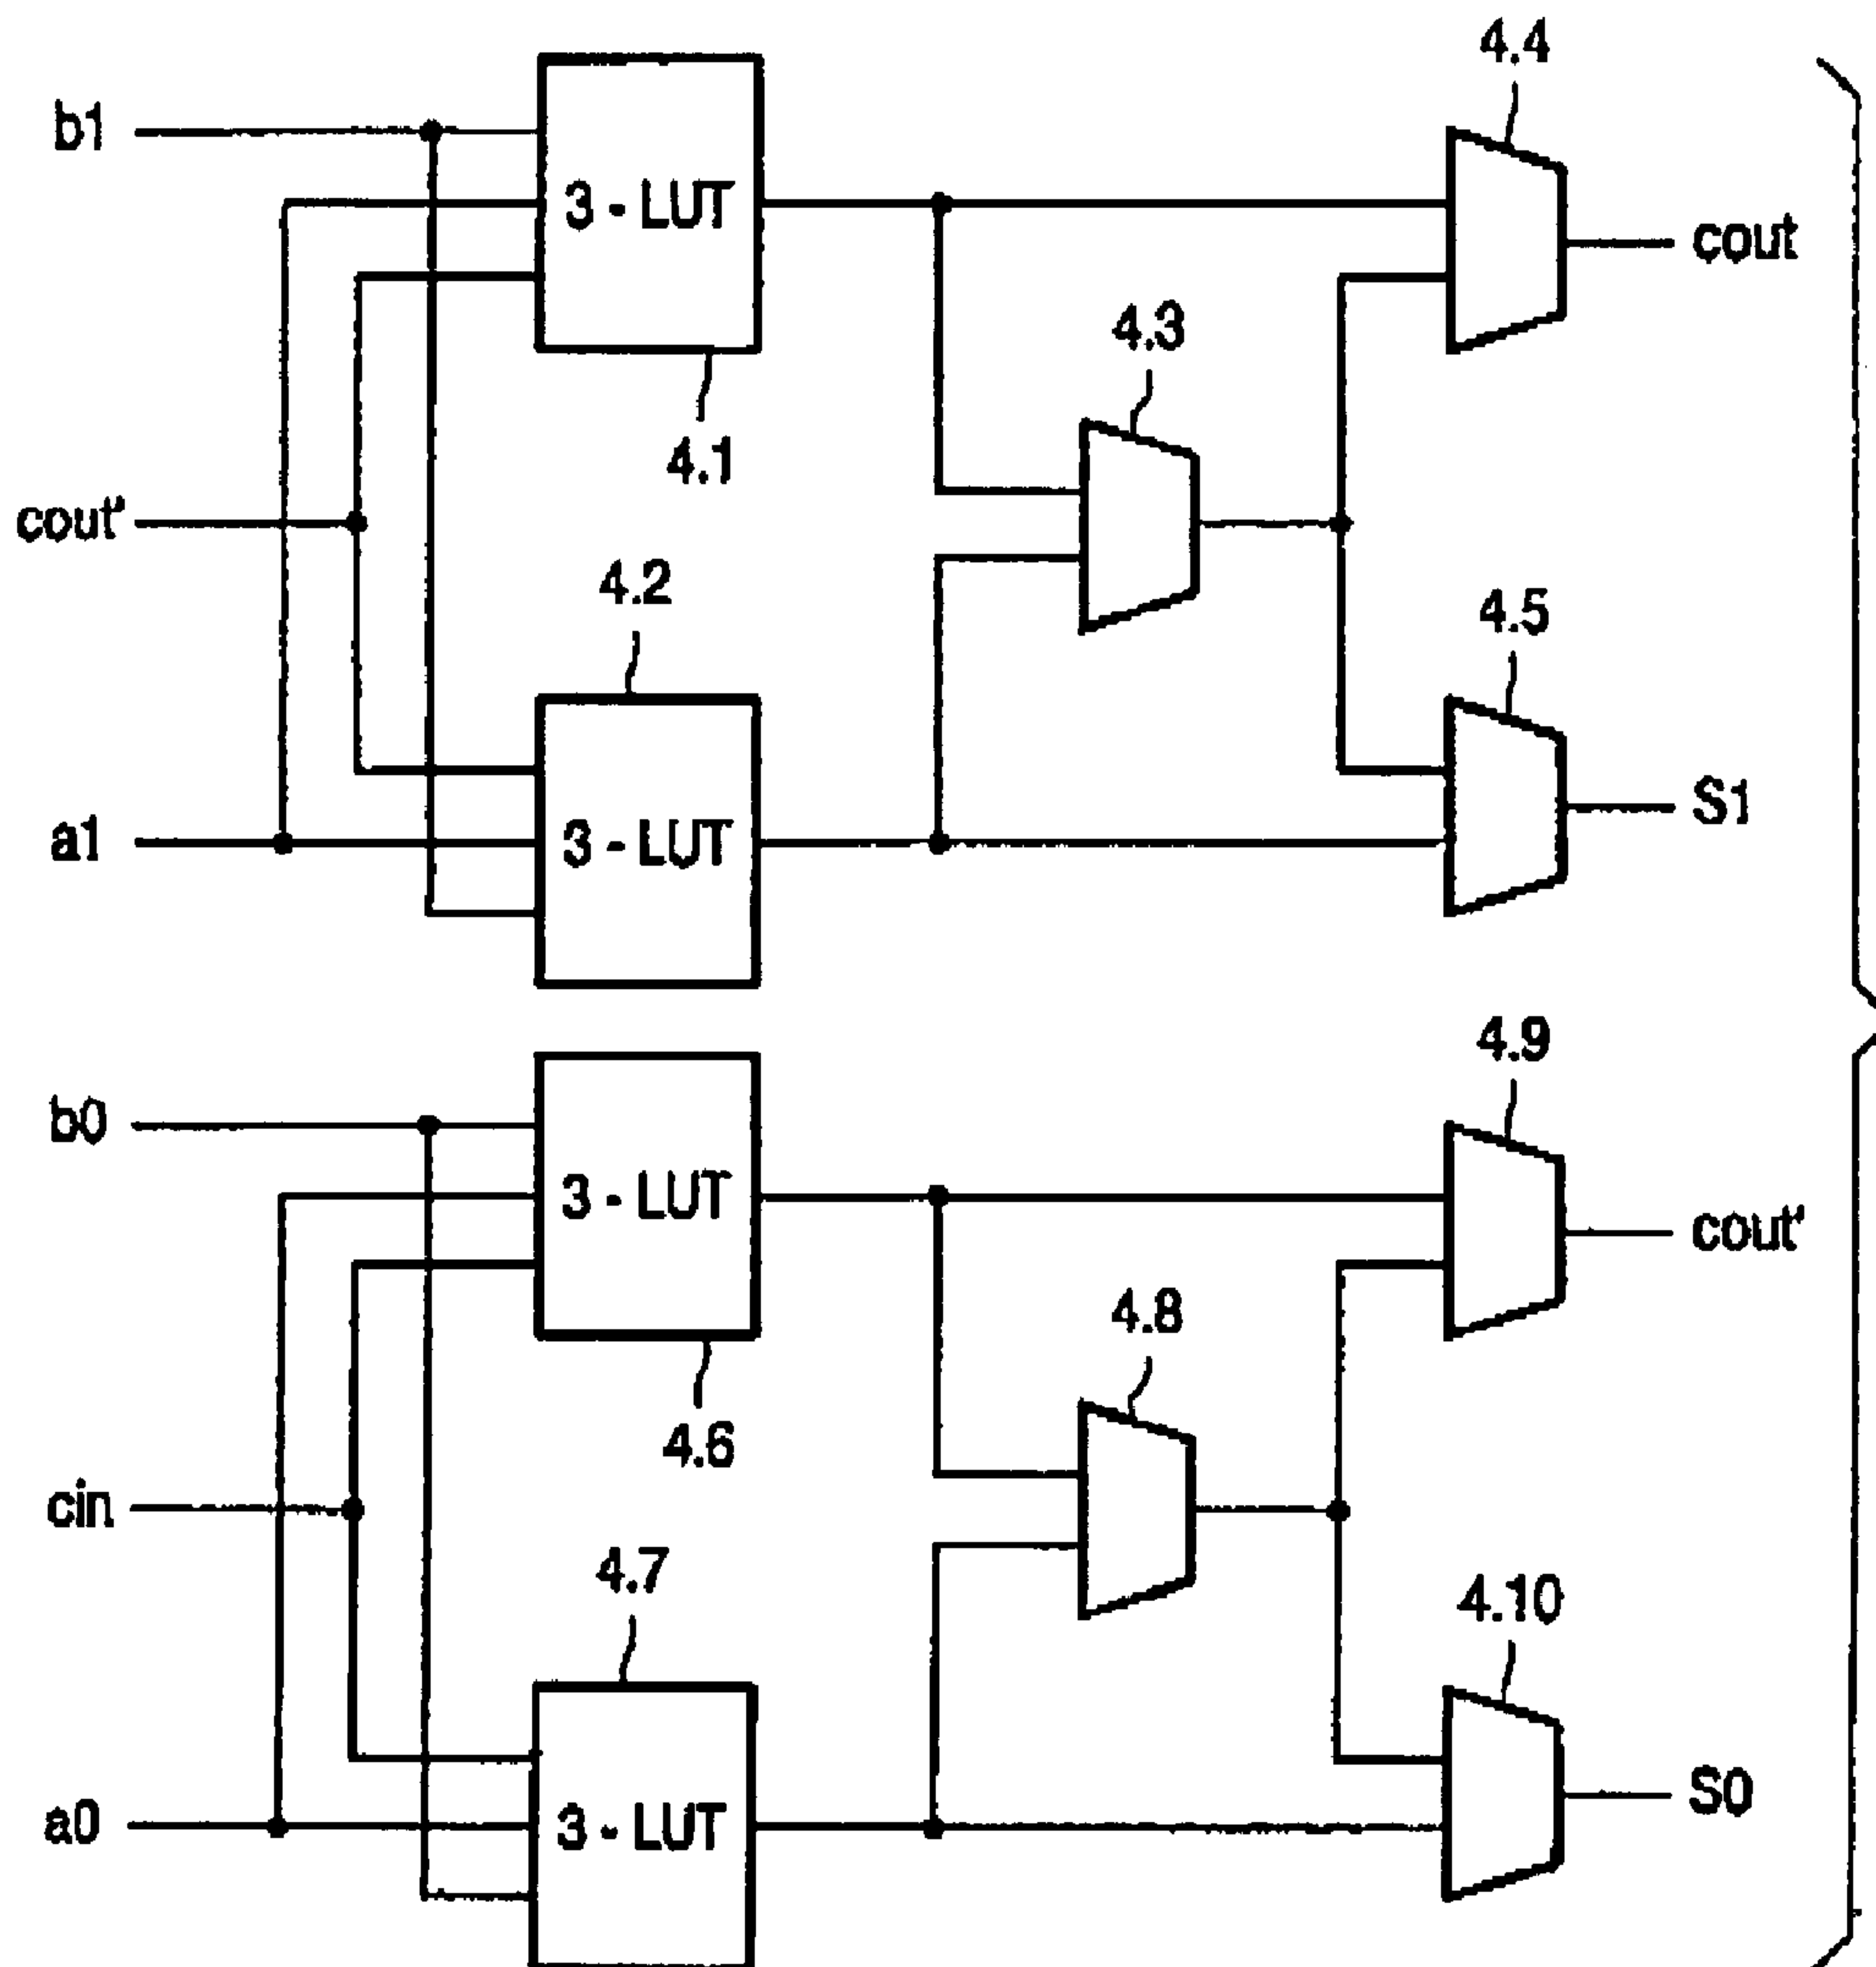 4.4
b1
3 - LUT
cout
4.3
4.1
cout'
4.2
4.5
a1
3 - LUT
S1
4.9
b0
3 - LUT
cout'
4.8
4.6
cin
4.7
4.10
a0
3 - LUT
S0